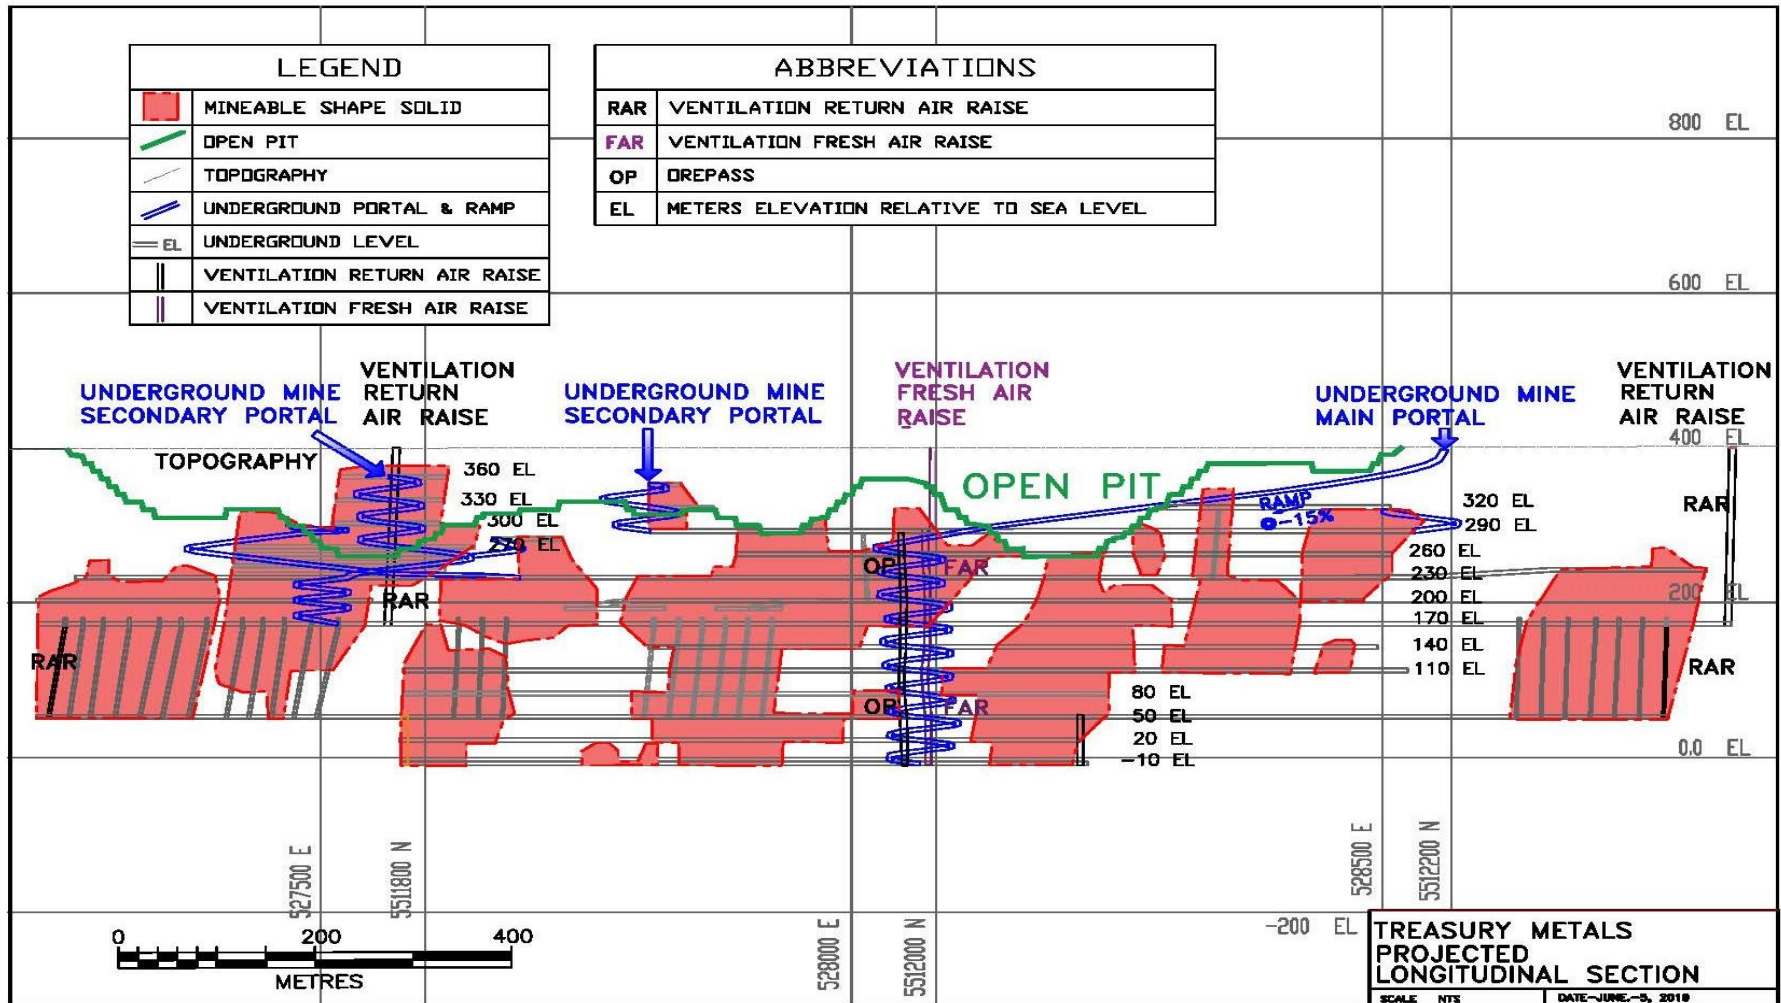 LEGEND
MINEABLE SHAPE SOLID
OPEN PIT
TOPOGRAPHY
UNDERGROUND PORTAL & RAMP
EL UNDERGROUND LEVEL
VENTILATION RETURN AIR RAISE
VENTILATION FRESH AIR RAISE
ABBREVIATIONS
RAR VENTILATION RETURN AIR RAISE
FAR VENTILATION FRESH AIR RAISE
OP OREPASS
EL METERS ELEVATION RELATIVE TO SEA LEVEL
800 EL
600 EL
UNDERGROUND MINE
SECONDARY PORTAL
VENTILATION
RETURN
AIR RAISE
UNDERGROUND MINE
SECONDARY PORTAL
VENTILATION
FRESH AIR
RAISE
UNDERGROUND MINE
MAIN PORTAL
VENTILATION
RETURN
AIR RAISE
400 EL
TOPOGRAPHY
360 EL
330 EL
300 EL
270 EL
OPEN PIT
RAMP
@-15%
320 EL
290 EL
260 EL
230 EL
200 EL
170 EL
140 EL
110 EL
80 EL
50 EL
20 EL
-10 EL
RAR
200 EL
OP
FAR
RAR
RAR
RAR
OP
FAR
0.0 EL
527500 E
5511800 N
528000 E
5512000 N
528500 E
5512200 N
-200 EL
0 200 400
METRES
TREASURY METALS
PROJECTED
LONGITUDINAL SECTION
SCALE NTS
DATE-JUNE.-5, 2019